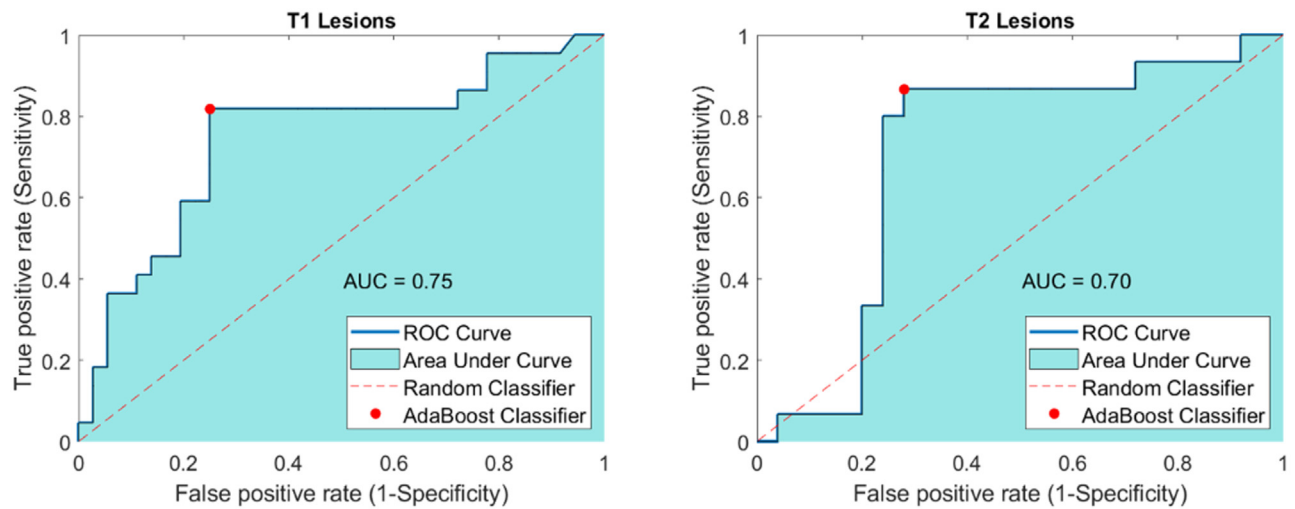 T1 Lesions
True positive rate (Sensitivity)
1
0.8
0.6
0.4
0.2
0
0
0.2
0.4
0.6
0.8
1
False positive rate (1-Specificity)
AUC = 0.75
ROC Curve
Area Under Curve
Random Classifier
AdaBoost Classifier
T2 Lesions
True positive rate (Sensitivity)
1
0.8
0.6
0.4
0.2
0
0
0.2
0.4
0.6
0.8
1
False positive rate (1-Specificity)
AUC = 0.70
ROC Curve
Area Under Curve
Random Classifier
AdaBoost Classifier